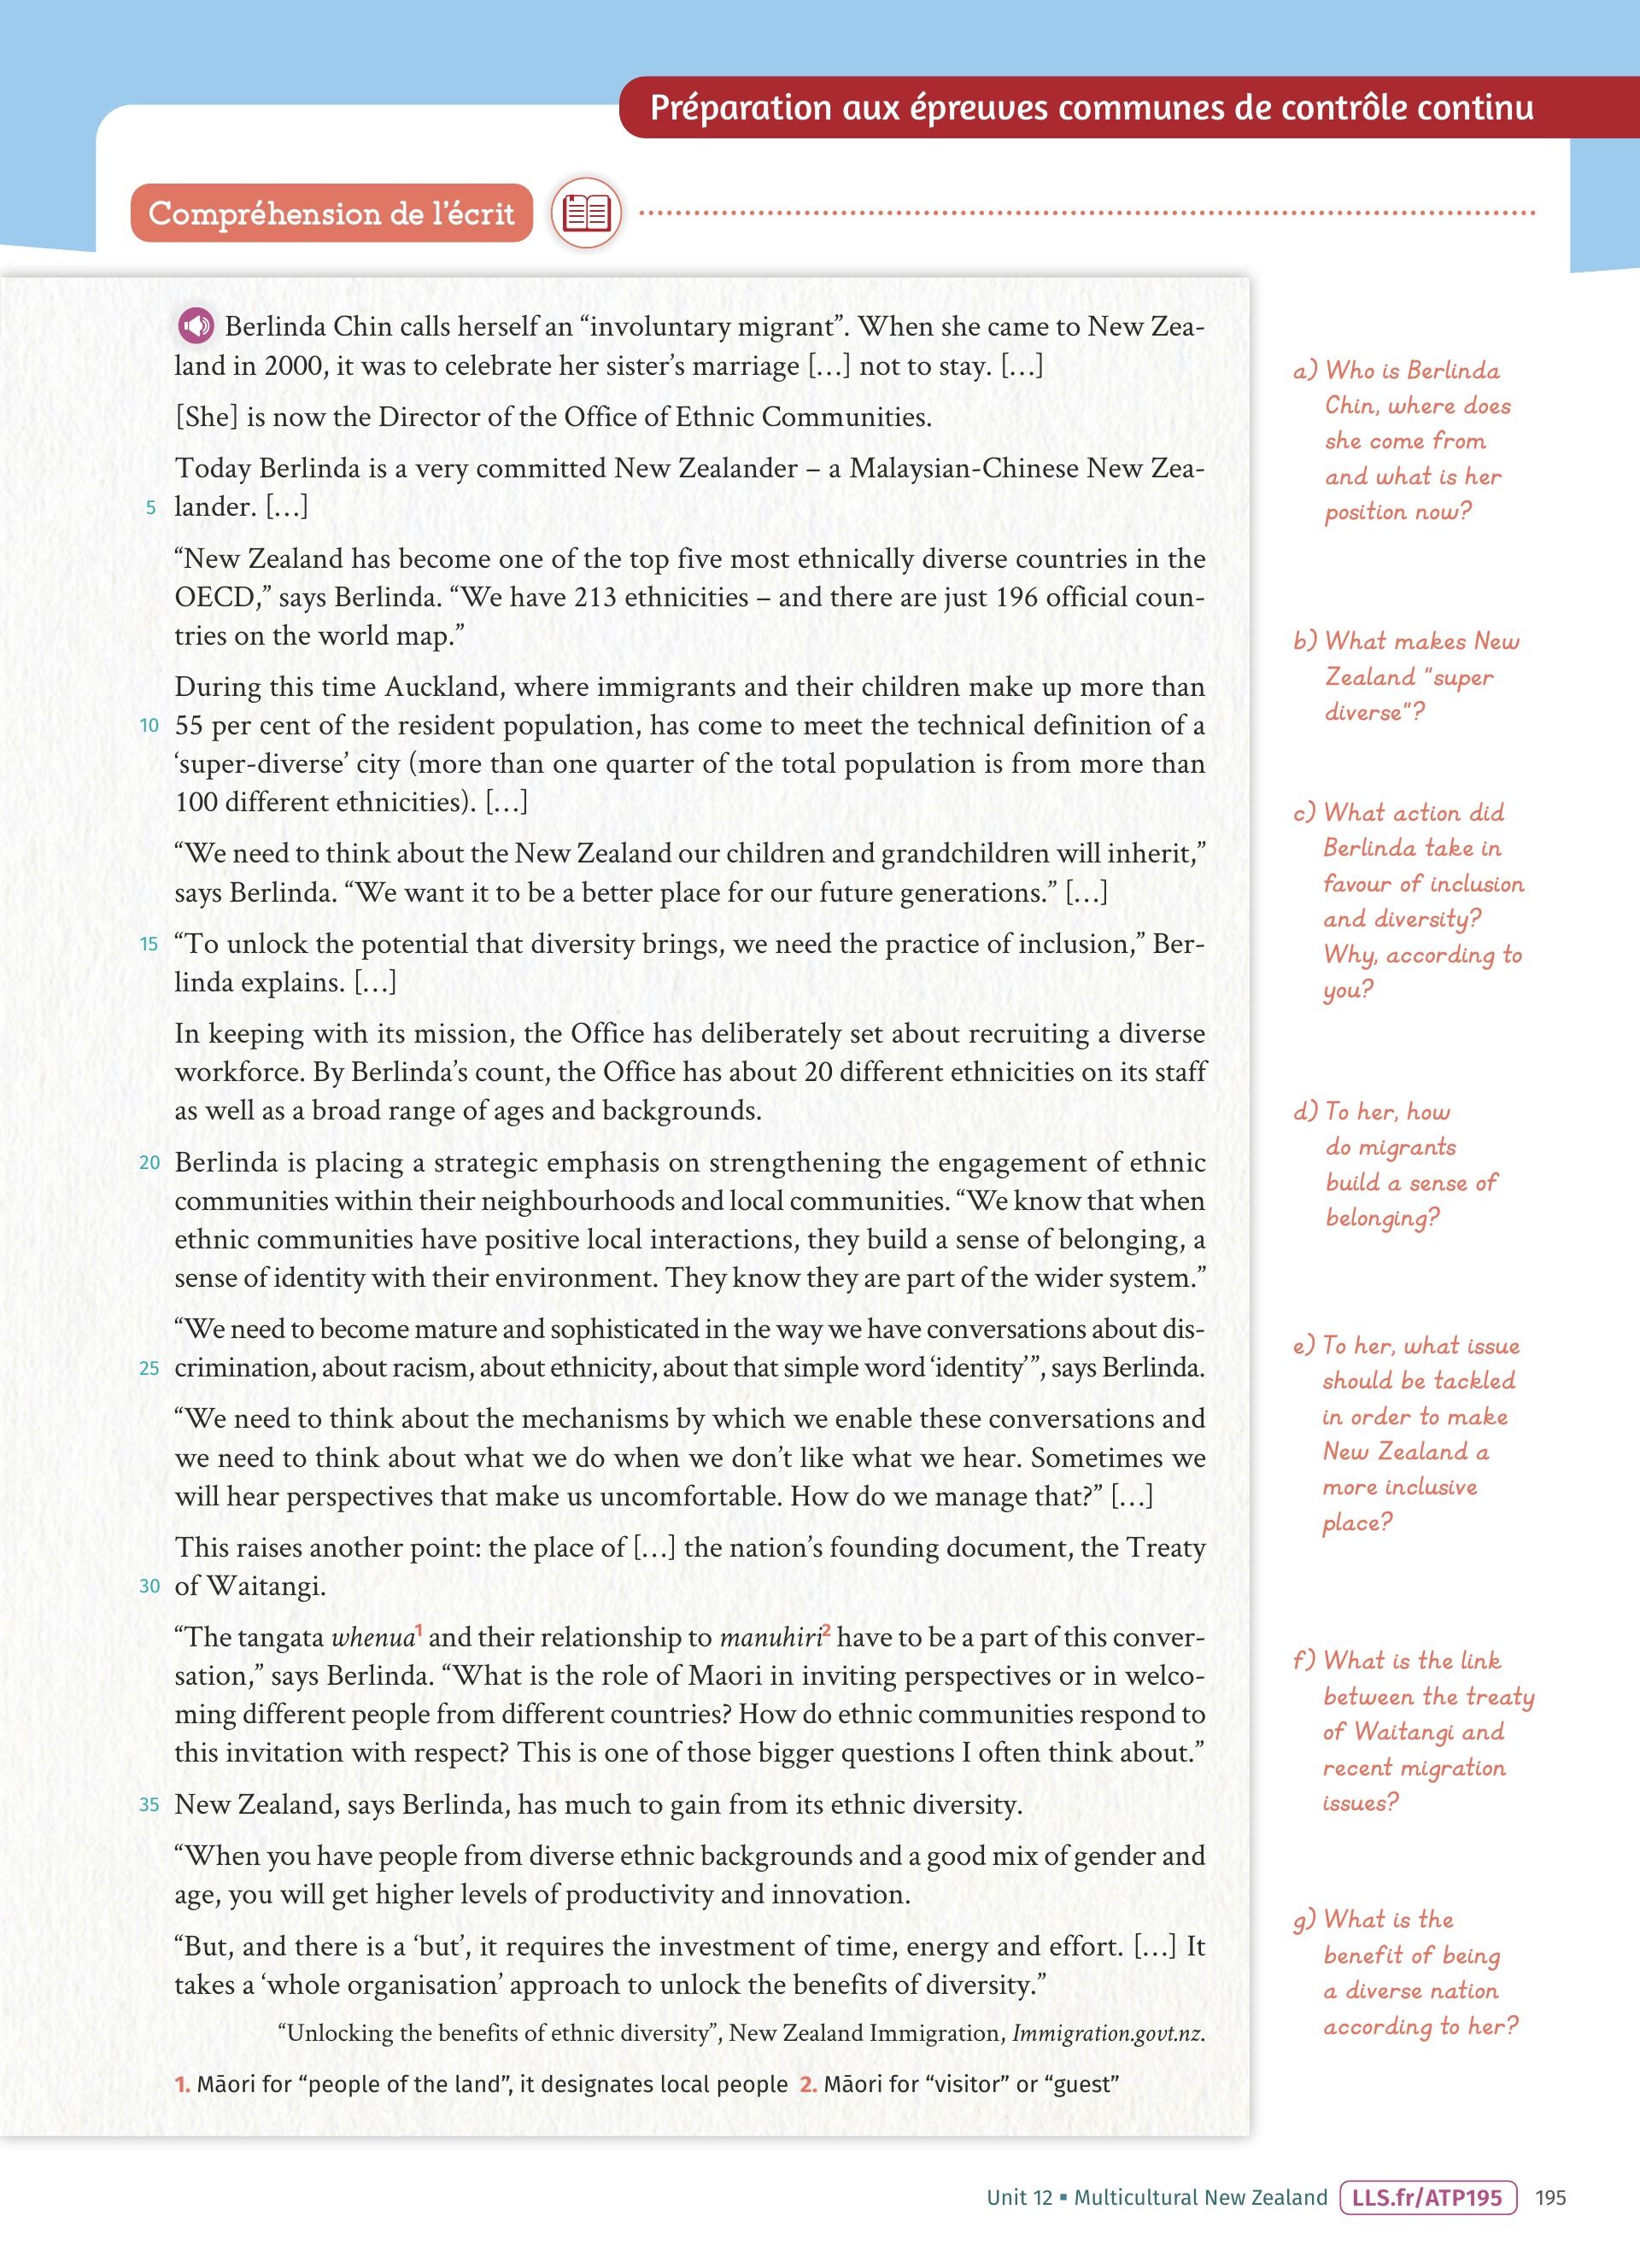 Préparation aux épreuves communes de contrôle continu
Compréhension de l'écrit
Berlinda Chin calls herself an “involuntary migrant”. When she came to New Zea-
land in 2000, it was to celebrate her sister’s marriage […] not to stay. […]
[She] is now the Director of the Office of Ethnic Communities.
Today Berlinda is a very committed New Zealander – a Malaysian-Chinese New Zea-
5 lander. […]
“New Zealand has become one of the top five most ethnically diverse countries in the
OECD,” says Berlinda. “We have 213 ethnicities – and there are just 196 official coun-
tries on the world map.”
During this time Auckland, where immigrants and their children make up more than
10 55 per cent of the resident population, has come to meet the technical definition of a
‘super-diverse’ city (more than one quarter of the total population is from more than
100 different ethnicities). […]
“We need to think about the New Zealand our children and grandchildren will inherit,”
says Berlinda. “We want it to be a better place for our future generations.” […]
15 “To unlock the potential that diversity brings, we need the practice of inclusion,” Ber-
linda explains. […]
In keeping with its mission, the Office has deliberately set about recruiting a diverse
workforce. By Berlinda’s count, the Office has about 20 different ethnicities on its staff
as well as a broad range of ages and backgrounds.
20 Berlinda is placing a strategic emphasis on strengthening the engagement of ethnic
communities within their neighbourhoods and local communities. “We know that when
ethnic communities have positive local interactions, they build a sense of belonging, a
sense of identity with their environment. They know they are part of the wider system.”
“We need to become mature and sophisticated in the way we have conversations about dis-
25 crimination, about racism, about ethnicity, about that simple word ‘identity’”, says Berlinda.
“We need to think about the mechanisms by which we enable these conversations and
we need to think about what we do when we don’t like what we hear. Sometimes we
will hear perspectives that make us uncomfortable. How do we manage that?” […]
This raises another point: the place of […] the nation’s founding document, the Treaty
30 of Waitangi.
“The tangata whenua1 and their relationship to manuhiri2 have to be a part of this conver-
sation,” says Berlinda. “What is the role of Maori in inviting perspectives or in welco-
ming different people from different countries? How do ethnic communities respond to
this invitation with respect? This is one of those bigger questions I often think about.”
35 New Zealand, says Berlinda, has much to gain from its ethnic diversity.
“When you have people from diverse ethnic backgrounds and a good mix of gender and
age, you will get higher levels of productivity and innovation.
“But, and there is a ‘but’, it requires the investment of time, energy and effort. […] It
takes a ‘whole organisation’ approach to unlock the benefits of diversity.”
“Unlocking the benefits of ethnic diversity”, New Zealand Immigration, Immigration.govt.nz.
1. Māori for “people of the land”, it designates local people 2. Māori for “visitor” or “guest”
a) Who is Berlinda
Chin, where does
she come from
and what is her
position now?
b) What makes New
Zealand "super
diverse"?
c) What action did
Berlinda take in
favour of inclusion
and diversity?
Why, according to
you?
d) To her, how
do migrants
build a sense of
belonging?
e) To her, what issue
should be tackled
in order to make
New Zealand a
more inclusive
place?
f) What is the link
between the treaty
of Waitangi and
recent migration
issues?
g) What is the
benefit of being
a diverse nation
according to her?
Unit 12 ▪ Multicultural New Zealand LLS.fr/ATP195 195